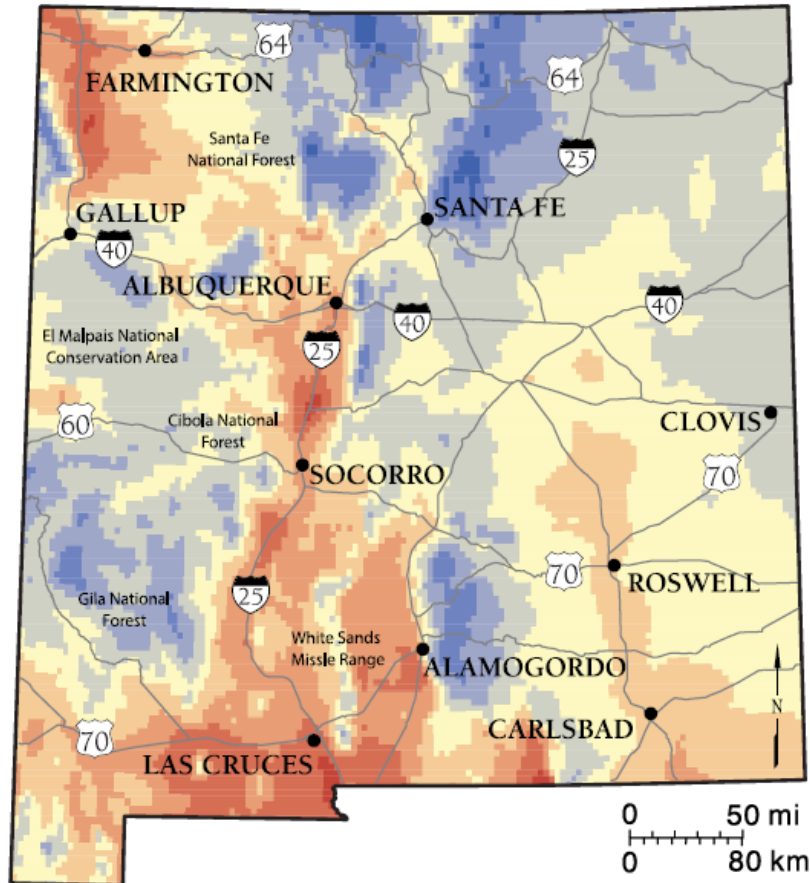 64
FARMINGTON
64
Santa Fe
National Forest
25
GALLUP
SANTA FE
40
ALBUQUERQUE
40
40
El Malpais National
Conservation Area
25
60
Cibola National
Forest
CLOVIS
SOCORRO
70
70
ROSWELL
Gila National
Forest
25
White Sands
Missle Range
ALAMOGORDO
N
70
CARLSBAD
LAS CRUCES
0 50 mi
0 80 km